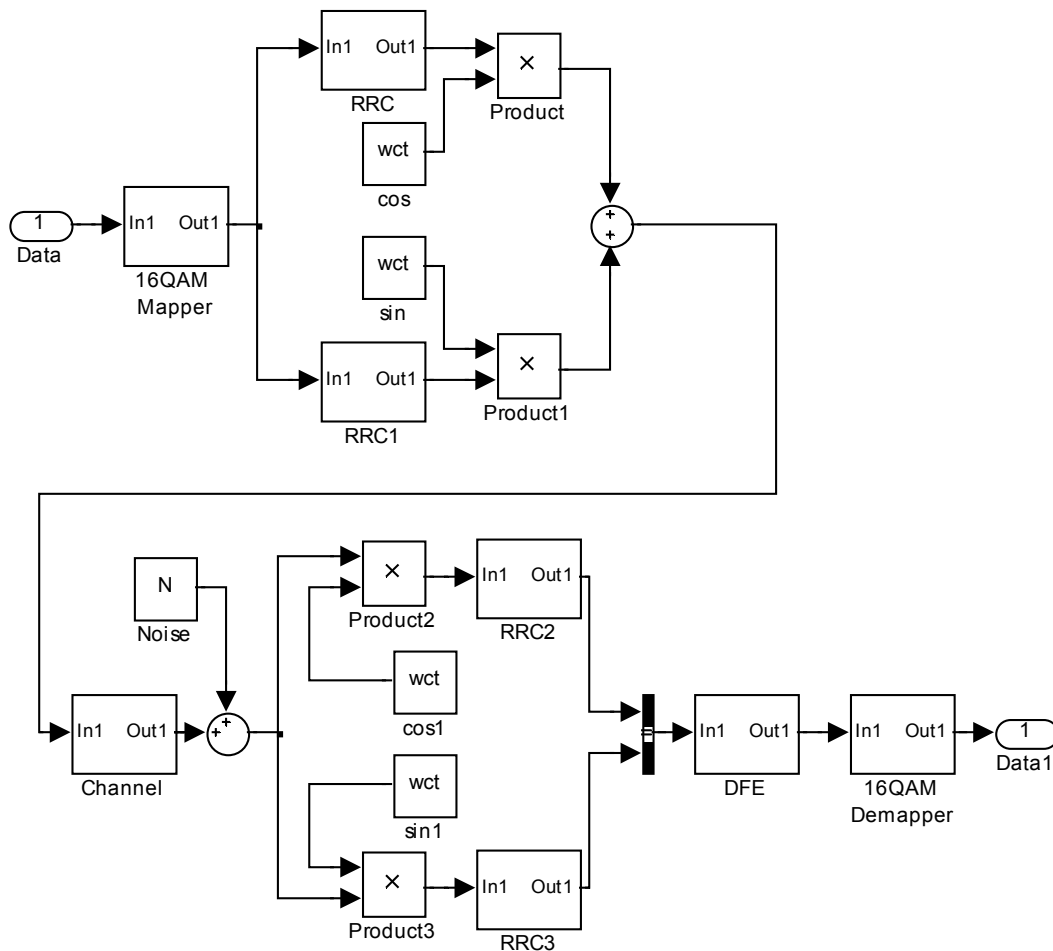 In1 Out1
RRC
×
Product
wct
cos
1
Data
In1 Out1
16QAM
Mapper
+
+
wct
sin
In1 Out1
RRC1
×
Product1
N
Noise
×
Product2
In1 Out1
RRC2
wct
cos1
In1 Out1
Channel
+
+
In1 Out1
DFE
In1 Out1
16QAM
Demapper
1
Data1
wct
sin1
×
Product3
In1 Out1
RRC3